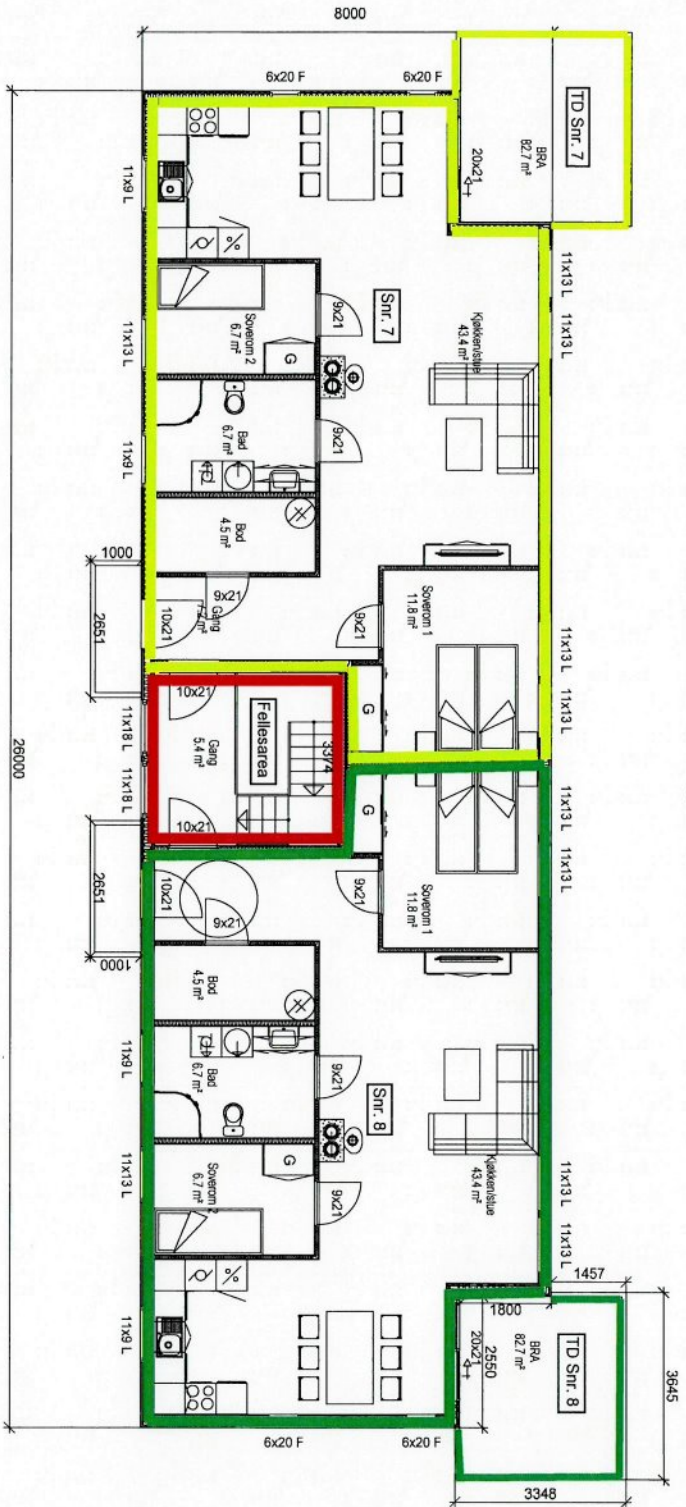 8000
6x20 F
6x20 F
TD Snr. 7
BRA
82.7 m²
20x21
11x9 L
11x13 L
11x13 L
Snr. 7
Kjøkken/stue
43.4 m²
Soverom 2
6.7 m²
G
9x21
11x13 L
Bad
6.7 m²
9x21
11x9 L
Bod
4.5 m²
9x21
1000
2651
Gang
10x21
Soverom 1
11.8 m²
9x21
G
11x13 L
11x13 L
10x21
Fellesareal
Gang
5.4 m²
3374
11x18 L
11x18 L
10x21
26000
2651
1000
10x21
9x21
G
Soverom 1
11.8 m²
9x21
11x13 L
11x13 L
Bod
4.5 m²
11x9 L
Bad
6.7 m²
9x21
Snr. 8
Kjøkken/stue
43.4 m²
11x13 L
Soverom 2
6.7 m²
G
9x21
11x13 L
11x13 L
1457
1800
BRA
82.7 m²
20x21
2550
TD Snr. 8
3645
11x9 L
6x20 F
6x20 F
3348